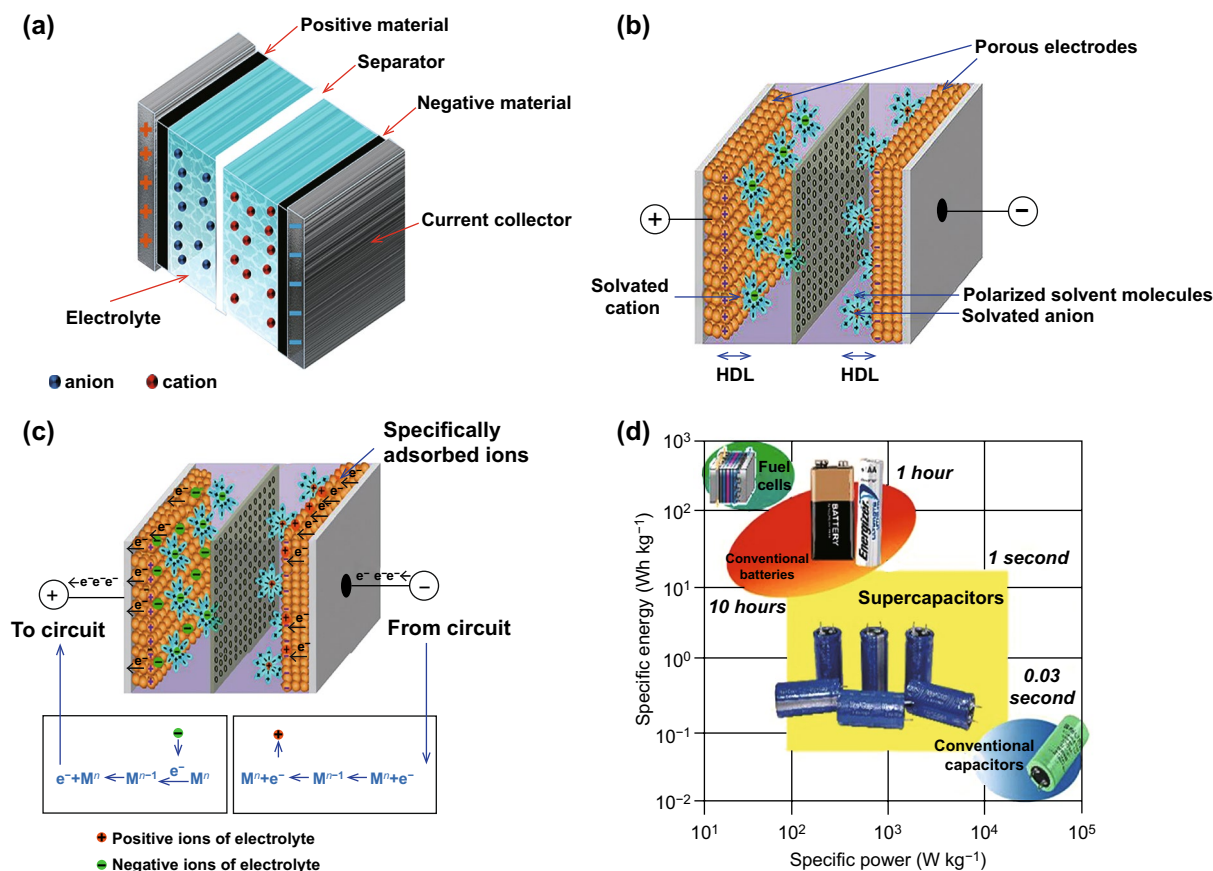 (a)
Positive material
Separator
Negative material
Current collector
Electrolyte
anion
cation
(b)
Porous electrodes
+
−
Solvated
cation
Polarized solvent molecules
Solvated anion
HDL
HDL
(c)
Specifically
adsorbed ions
e⁻
e⁻e⁻e⁻
e⁻ e⁻e⁻
+
−
To circuit
From circuit
−
e⁻
e⁻+Mⁿ
Mⁿ⁻¹
Mⁿ
+
Mⁿ+e⁻
Mⁿ⁻¹
Mⁿ+e⁻
Positive ions of electrolyte
Negative ions of electrolyte
(d)
Specific energy (Wh kg⁻¹)
10³
10²
10¹
10⁰
10⁻¹
10⁻²
Fuel
cells
BATTERY
AA
Energizer
1 hour
Conventional
batteries
1 second
10 hours
Supercapacitors
0.03
second
Conventional
capacitors
10¹
10²
10³
10⁴
10⁵
Specific power (W kg⁻¹)